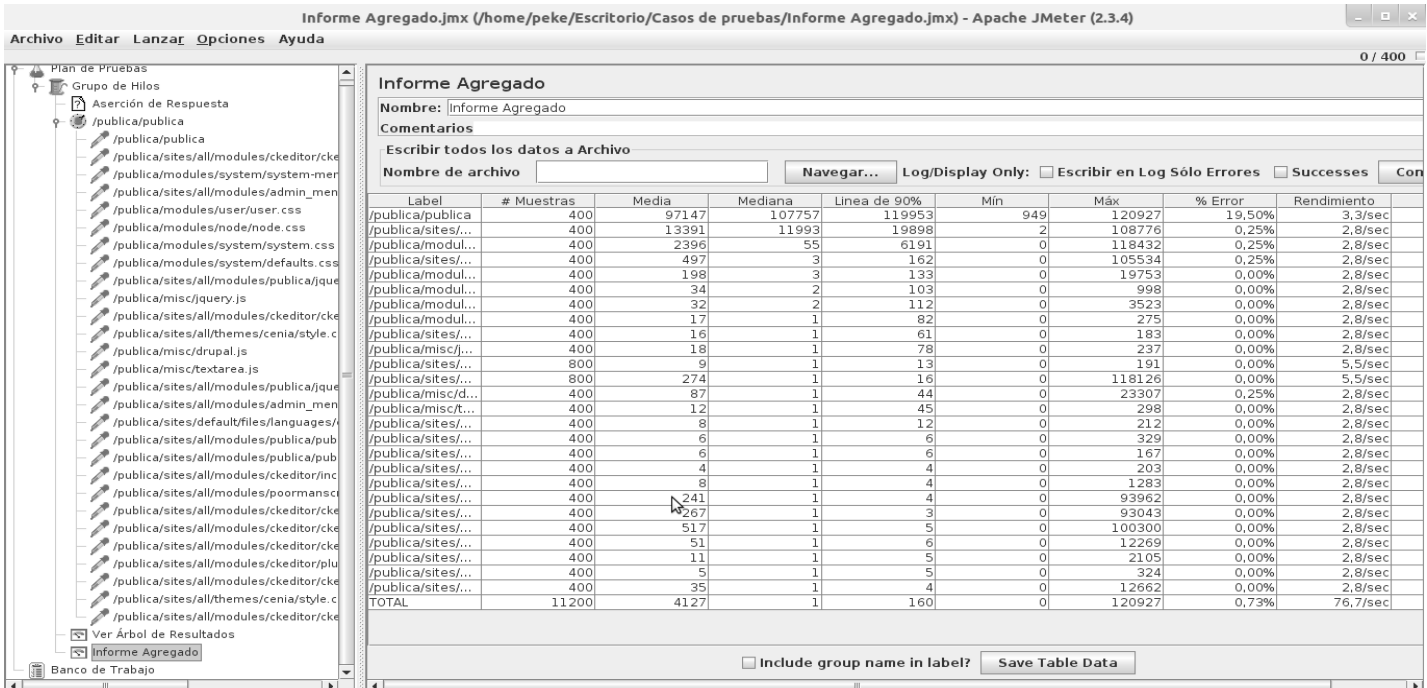 Informe Agregado.jmx (/home/peke/Escritorio/Casos de pruebas/Informe Agregado.jmx) - Apache JMeter (2.3.4)
Archivo Editar Lanzar Opciones Ayuda
0 / 400
Plan de Pruebas
Grupo de Hilos
Aserción de Respuesta
/publica/publica
/publica/publica
/publica/sites/all/modules/ckeditor/cke
/publica/modules/system/system-mer
/publica/sites/all/modules/admin_men
/publica/modules/user/user.css
/publica/modules/node/node.css
/publica/modules/system/system.css
/publica/modules/system/defaults.css
/publica/sites/all/modules/publica/jque
/publica/misc/jquery.js
/publica/sites/all/modules/ckeditor/cke
/publica/sites/all/themes/cenia/style.c
/publica/misc/drupal.js
/publica/misc/textarea.js
/publica/sites/all/modules/publica/jque
/publica/sites/all/modules/admin_men
/publica/sites/default/files/languages/
/publica/sites/all/modules/publica/pub
/publica/sites/all/modules/publica/pub
/publica/sites/all/modules/ckeditor/inc
/publica/sites/all/modules/poormanscr
/publica/sites/all/modules/ckeditor/cke
/publica/sites/all/modules/ckeditor/cke
/publica/sites/all/modules/ckeditor/cke
/publica/sites/all/modules/ckeditor/plu
/publica/sites/all/modules/ckeditor/cke
/publica/sites/all/themes/cenia/style.c
/publica/sites/all/modules/ckeditor/cke
Ver Árbol de Resultados
Informe Agregado
Banco de Trabajo
Informe Agregado
Nombre: Informe Agregado
Comentarios
Escribir todos los datos a Archivo
Nombre de archivo Navegar... Log/Display Only: Escribir en Log Sólo Errores Successes Con
Label # Muestras Media Mediana Linea de 90% Mín Máx % Error Rendimiento
/publica/publica 400 97147 107757 119953 949 120927 19,50% 3,3/sec
/publica/sites/... 400 13391 11993 19898 2 108776 0,25% 2,8/sec
/publica/modul... 400 2396 55 6191 0 118432 0,25% 2,8/sec
/publica/sites/... 400 497 3 162 0 105534 0,25% 2,8/sec
/publica/modul... 400 198 3 133 0 19753 0,00% 2,8/sec
/publica/modul... 400 34 2 103 0 998 0,00% 2,8/sec
/publica/modul... 400 32 2 112 0 3523 0,00% 2,8/sec
/publica/modul... 400 17 1 82 0 275 0,00% 2,8/sec
/publica/sites/... 400 16 1 61 0 183 0,00% 2,8/sec
/publica/misc/j... 400 18 1 78 0 237 0,00% 2,8/sec
/publica/sites/... 800 9 1 13 0 191 0,00% 5,5/sec
/publica/sites/... 800 274 1 16 0 118126 0,00% 5,5/sec
/publica/misc/d... 400 87 1 44 0 23307 0,25% 2,8/sec
/publica/misc/t... 400 12 1 45 0 298 0,00% 2,8/sec
/publica/sites/... 400 8 1 12 0 212 0,00% 2,8/sec
/publica/sites/... 400 6 1 6 0 329 0,00% 2,8/sec
/publica/sites/... 400 6 1 6 0 167 0,00% 2,8/sec
/publica/sites/... 400 4 1 4 0 203 0,00% 2,8/sec
/publica/sites/... 400 8 1 4 0 1283 0,00% 2,8/sec
/publica/sites/... 400 241 1 4 0 93962 0,00% 2,8/sec
/publica/sites/... 400 267 1 3 0 93043 0,00% 2,8/sec
/publica/sites/... 400 517 1 5 0 100300 0,00% 2,8/sec
/publica/sites/... 400 51 1 6 0 12269 0,00% 2,8/sec
/publica/sites/... 400 11 1 5 0 2105 0,00% 2,8/sec
/publica/sites/... 400 5 1 5 0 324 0,00% 2,8/sec
/publica/sites/... 400 35 1 4 0 12662 0,00% 2,8/sec
TOTAL 11200 4127 1 160 0 120927 0,73% 76,7/sec
Include group name in label? Save Table Data